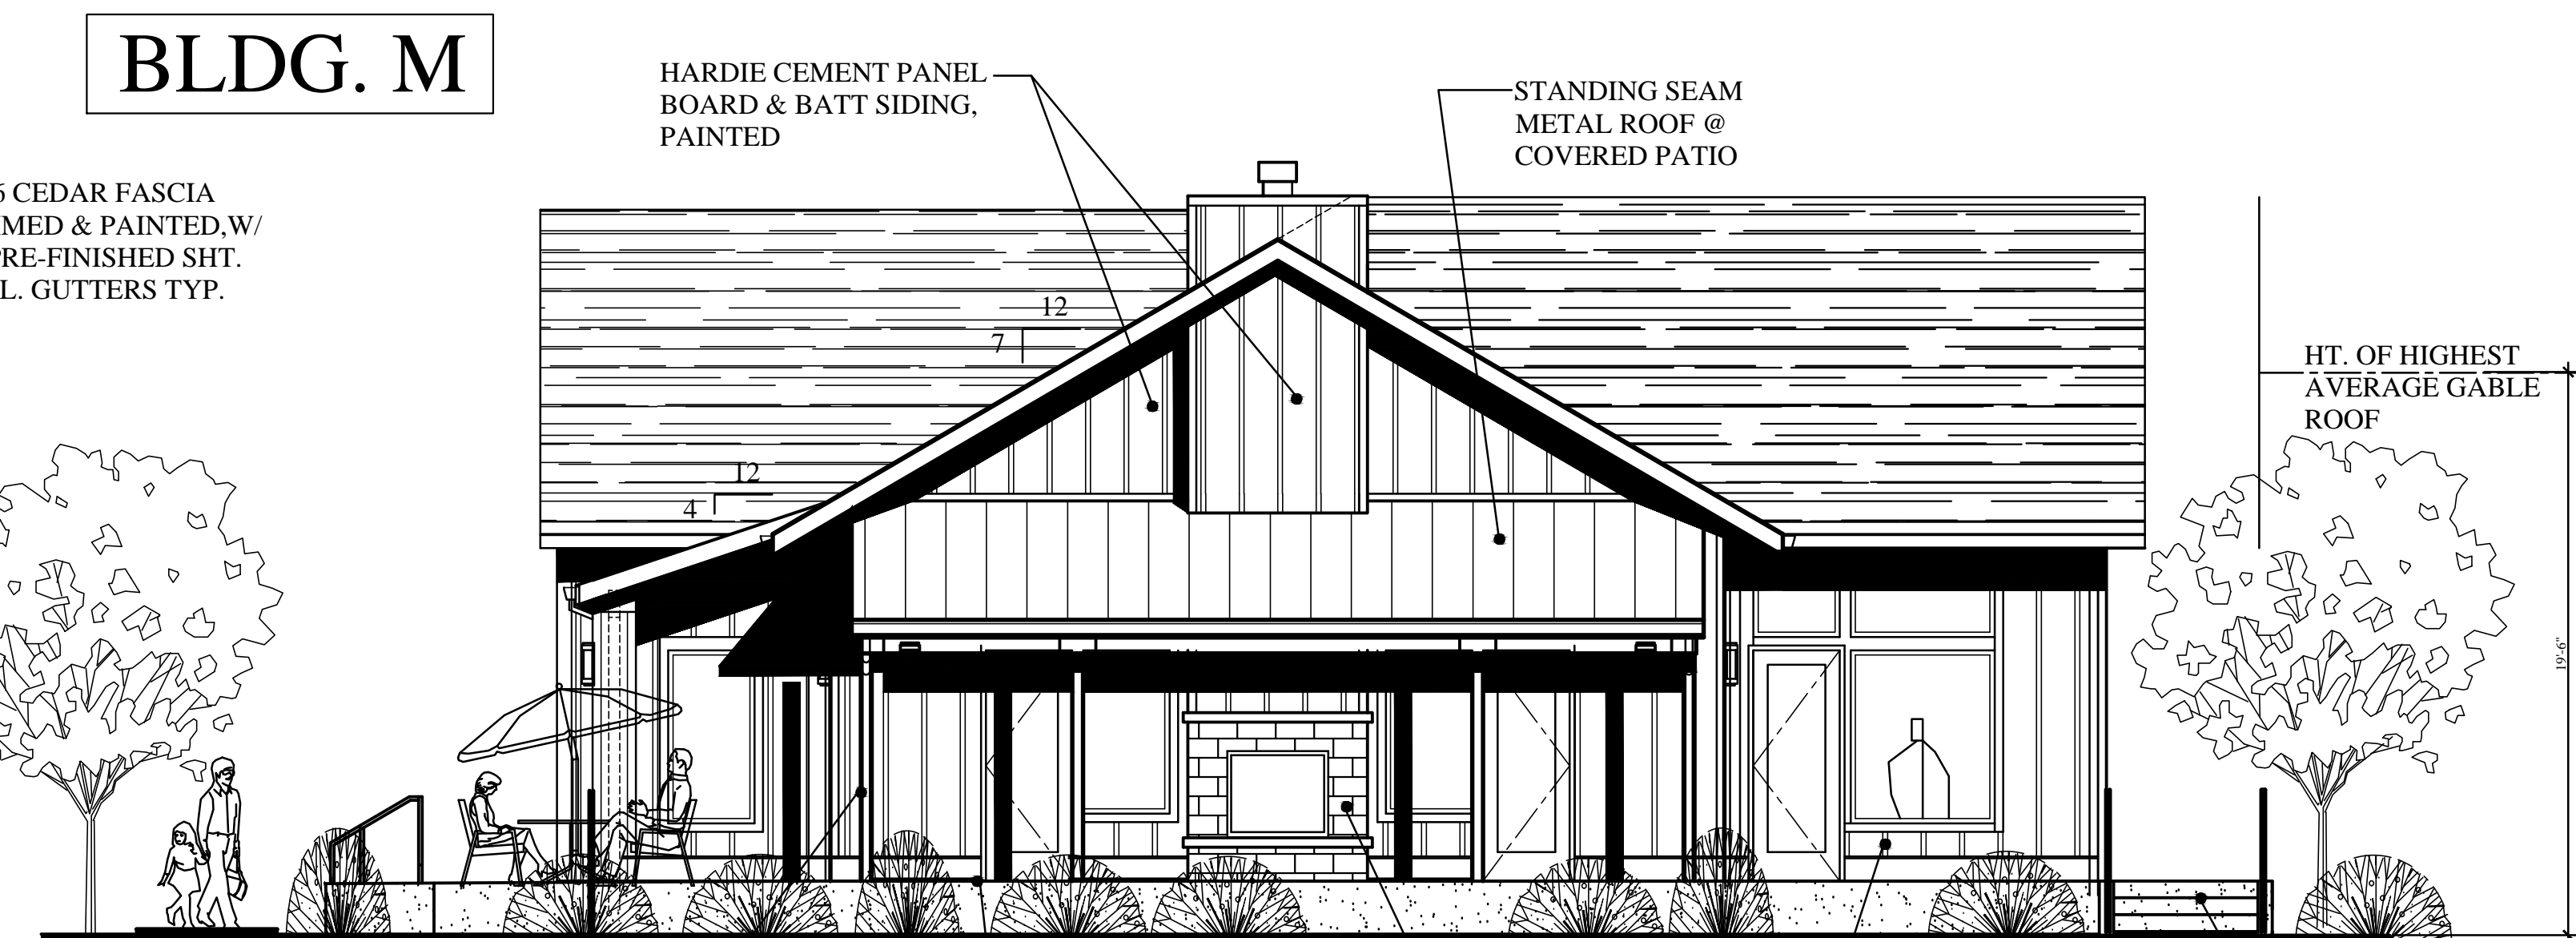 BLDG. M
HARDIE CEMENT PANEL
BOARD & BATT SIDING,
PAINTED
STANDING SEAM
METAL ROOF @
COVERED PATIO
6 CEDAR FASCIA
MED & PAINTED,W/
RE-FINISHED SHT.
L. GUTTERS TYP.
12
7
12
4
HT. OF HIGHEST
AVERAGE GABLE
ROOF
19'-6"